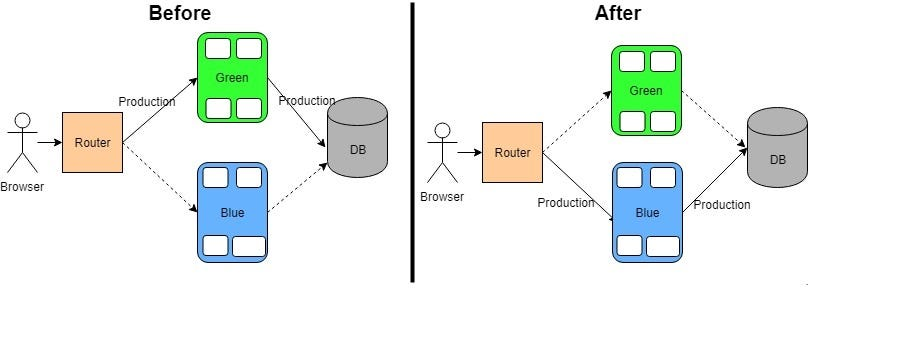 Before
Green
Production
Production
Router
DB
Browser
Blue
After
Green
Router
DB
Browser
Production
Blue
Production